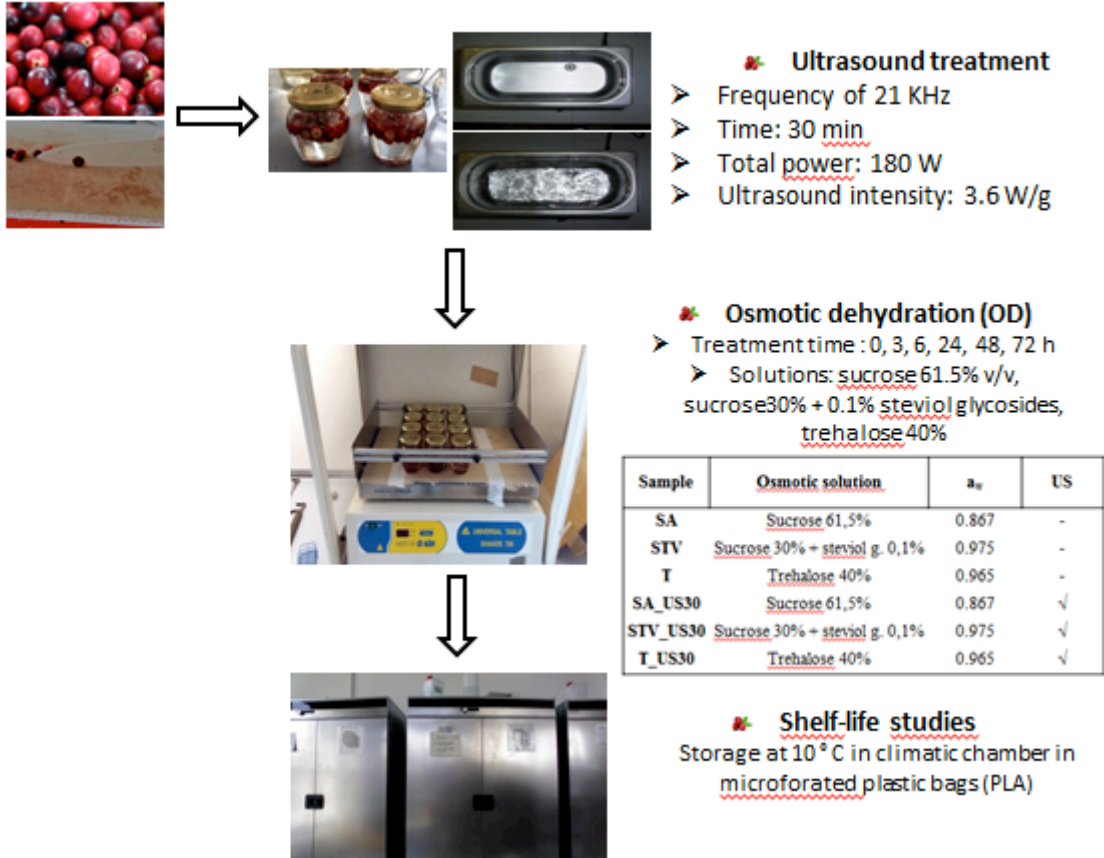 Ultrasound treatment
➢ Frequency of 21 KHz
➢ Time: 30 min
➢ Total power: 180 W
➢ Ultrasound intensity: 3.6 W/g
Osmotic dehydration (OD)
➢ Treatment time : 0, 3, 6, 24, 48, 72 h
➢ Solutions: sucrose 61.5% v/v,
sucrose30% + 0.1% steviol glycosides,
trehalose 40%
Sample Osmotic solution a_w US
SA Sucrose 61,5% 0.867 -
STV Sucrose 30% + steviol g. 0,1% 0.975 -
T Trehalose 40% 0.965 -
SA_US30 Sucrose 61,5% 0.867 √
STV_US30 Sucrose 30% + steviol g. 0,1% 0.975 √
T_US30 Trehalose 40% 0.965 √
UNIVERSAL TABLE
SHAKER 709
Shelf-life studies
Storage at 10°C in climatic chamber in
microforated plastic bags (PLA)